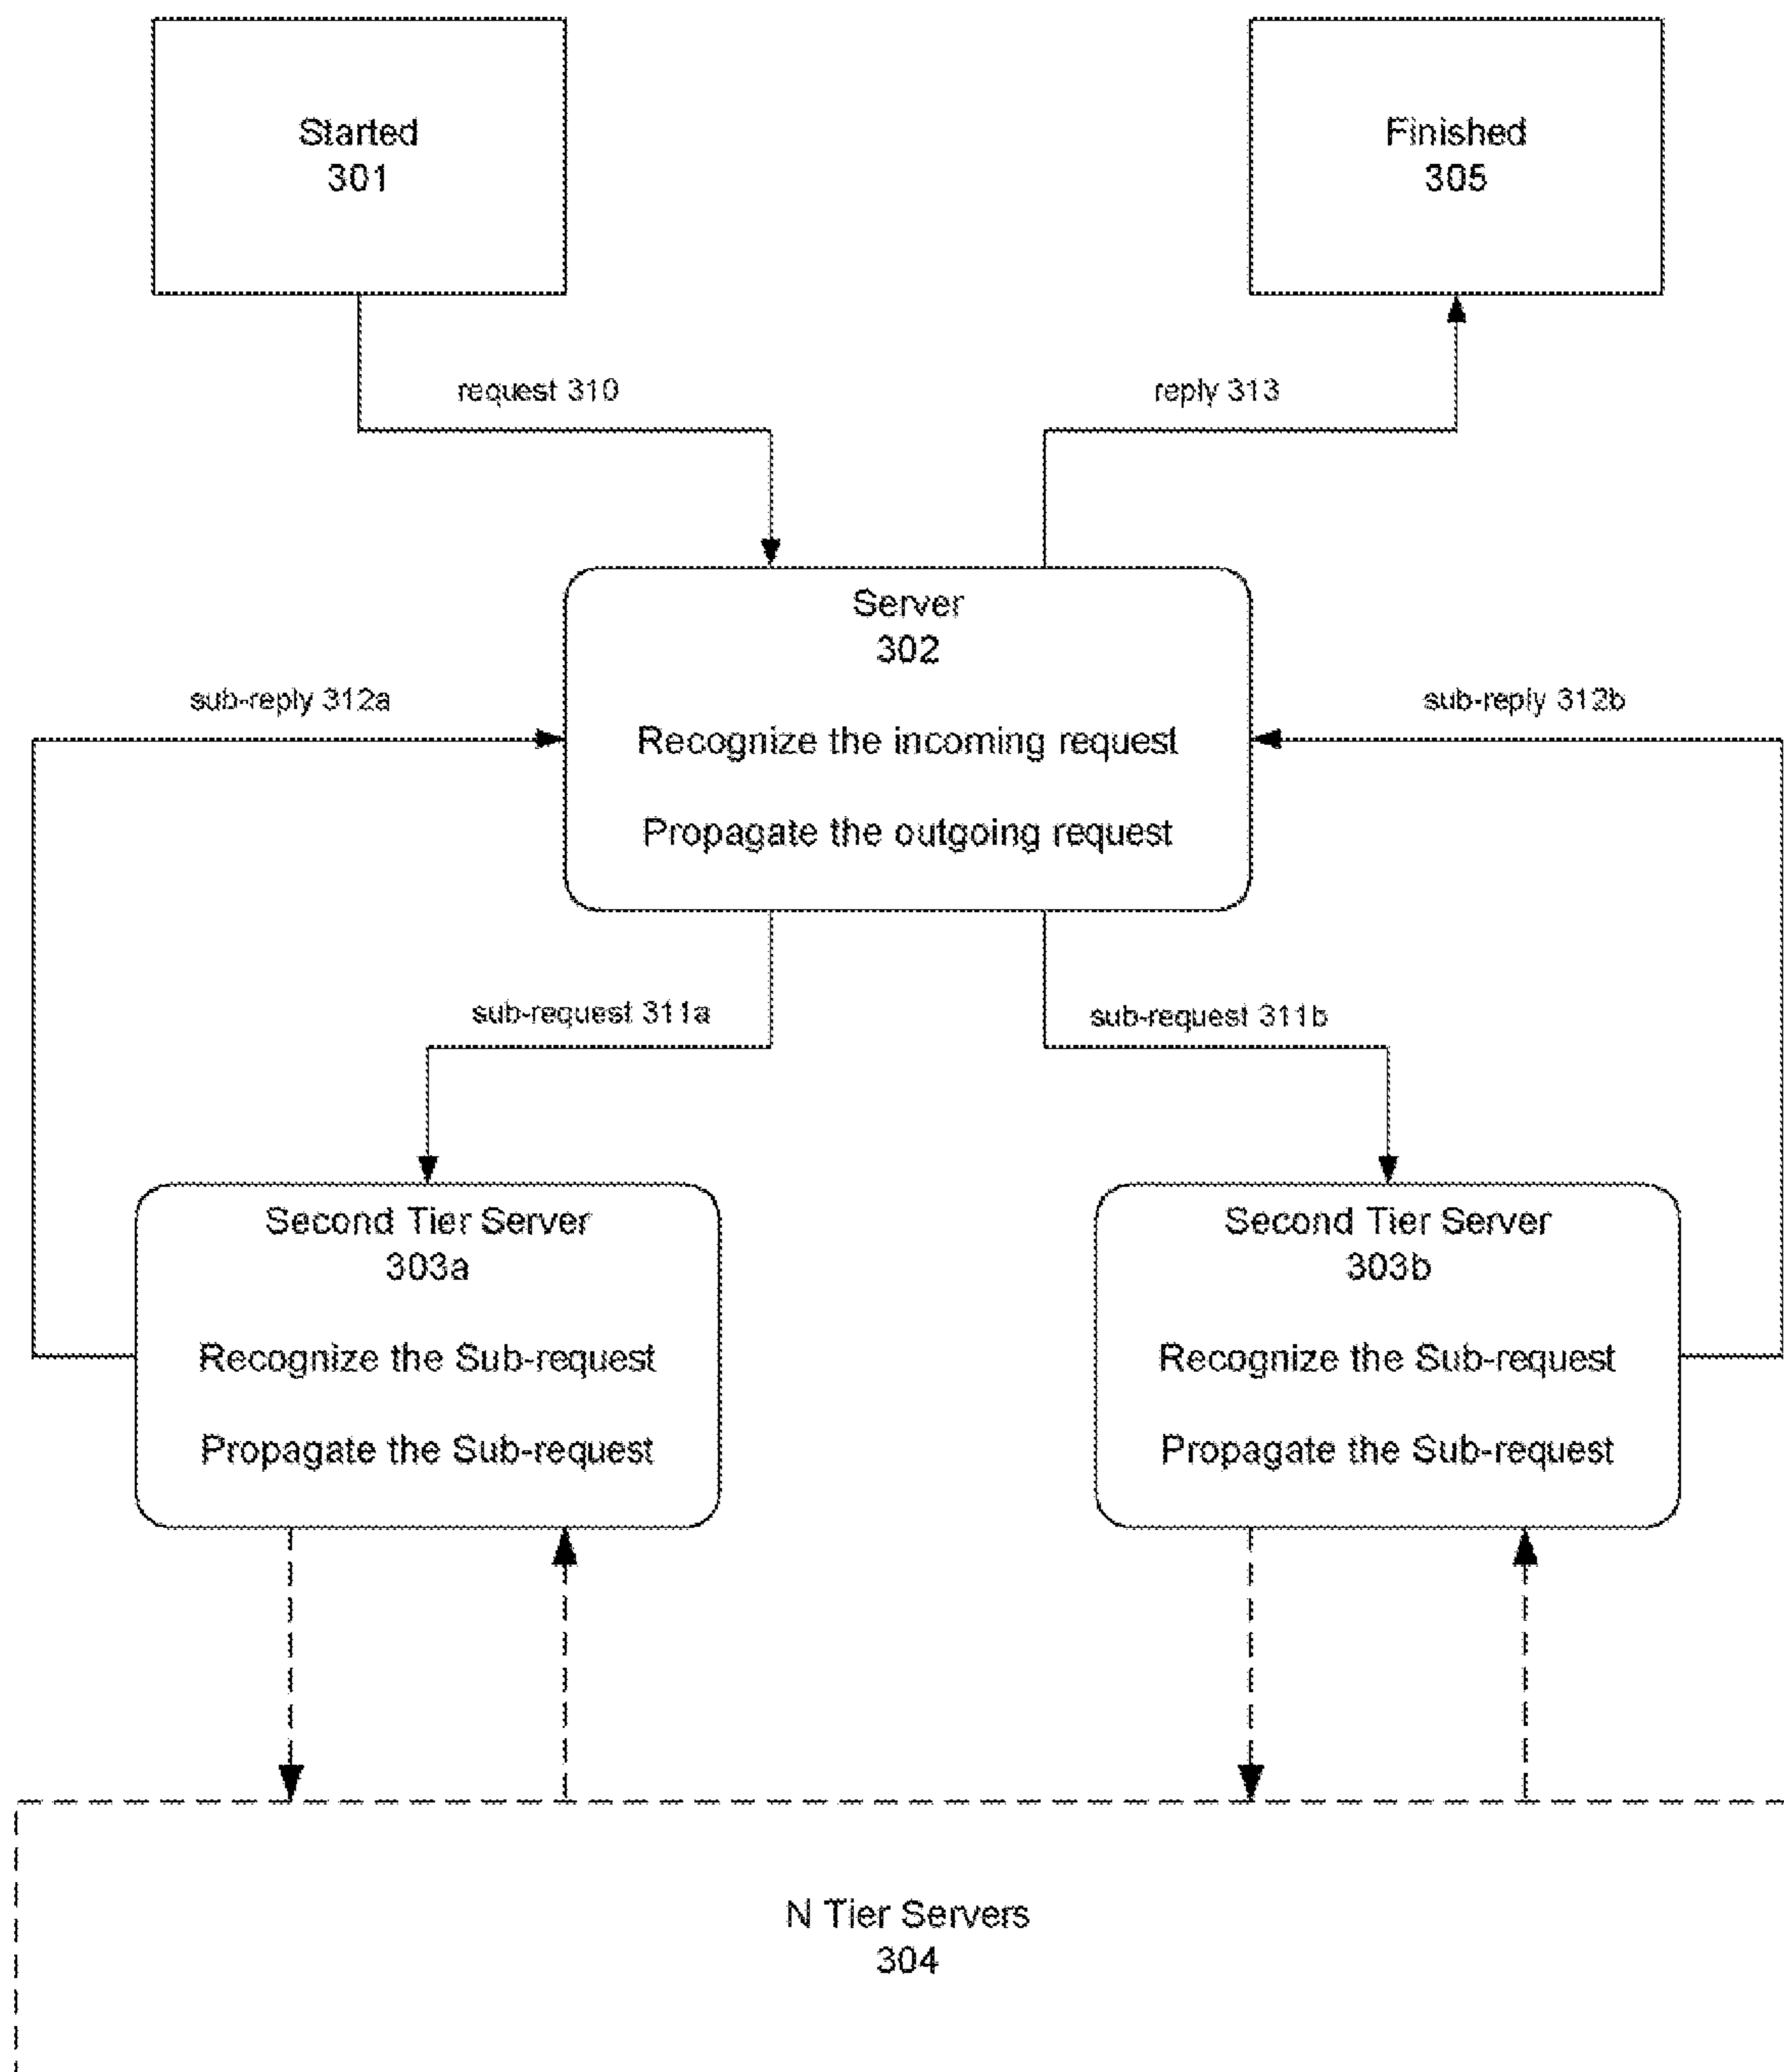 Started
301
Finished
305
request 310
reply 313
Server
302
Recognize the incoming request
Propagate the outgoing request
sub-reply 312a
sub-reply 312b
sub-request 311a
sub-request 311b
Second Tier Server
303a
Recognize the Sub-request
Propagate the Sub-request
Second Tier Server
303b
Recognize the Sub-request
Propagate the Sub-request
N Tier Servers
304